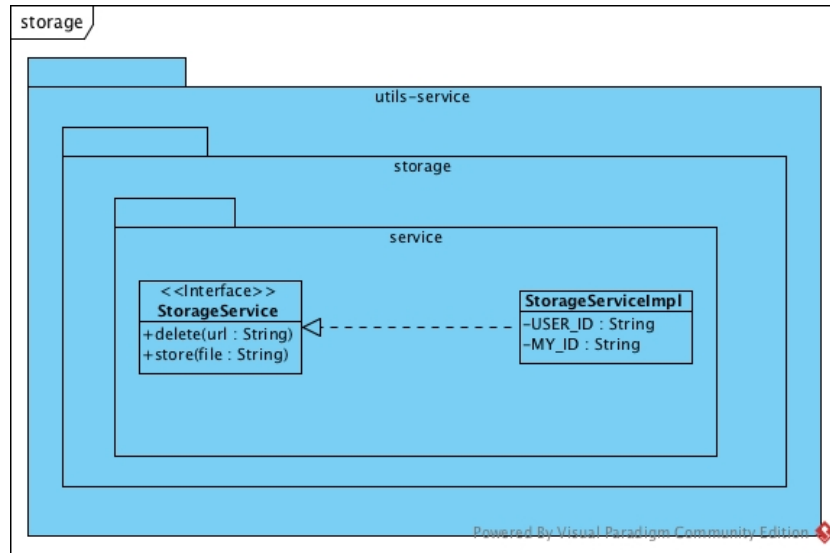 storage
utils-service
storage
service
<<Interface>>
StorageService
+delete(url : String)
+store(file : String)
StorageServiceImpl
-USER_ID : String
-MY_ID : String
Powered By Visual Paradigm Community Edition